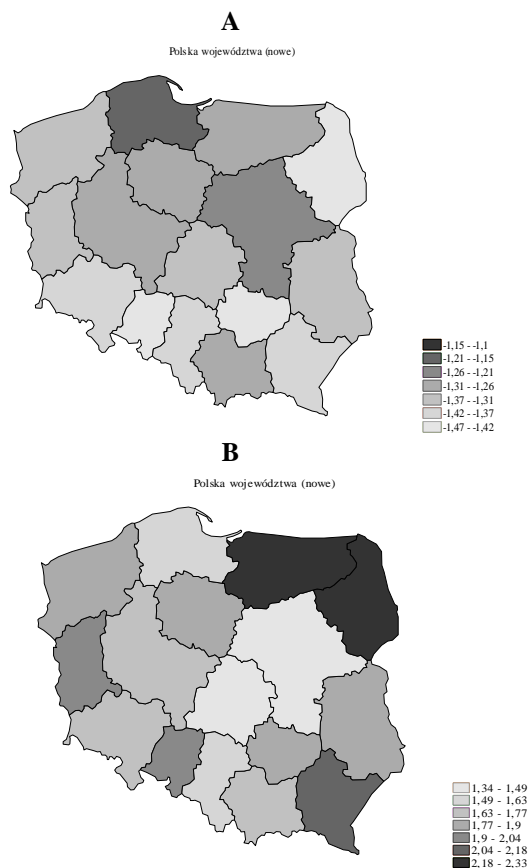 A
Polska województwa (nowe)
-1,15 - -1,1
-1,21 - -1,15
-1,26 - -1,21
-1,31 - -1,26
-1,37 - -1,31
-1,42 - -1,37
-1,47 - -1,42
B
Polska województwa (nowe)
1,34 - 1,49
1,49 - 1,63
1,63 - 1,77
1,77 - 1,9
1,9 - 2,04
2,04 - 2,18
2,18 - 2,33